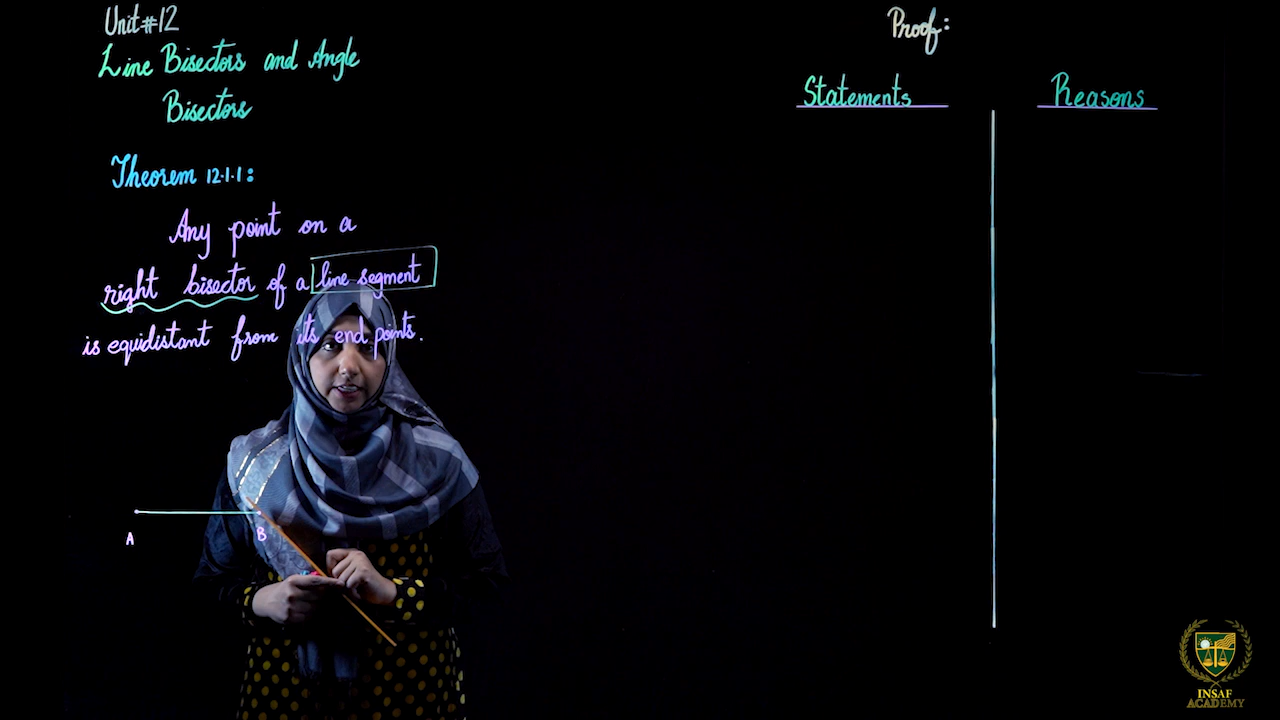 Unit#12
Line Bisectors and Angle
Bisectors
Theorem 12.1.1:
Any point on a
right bisector of a line segment
is equidistant from its end points.
A B
Proof:
Statements Reasons
INSAF
ACADEMY